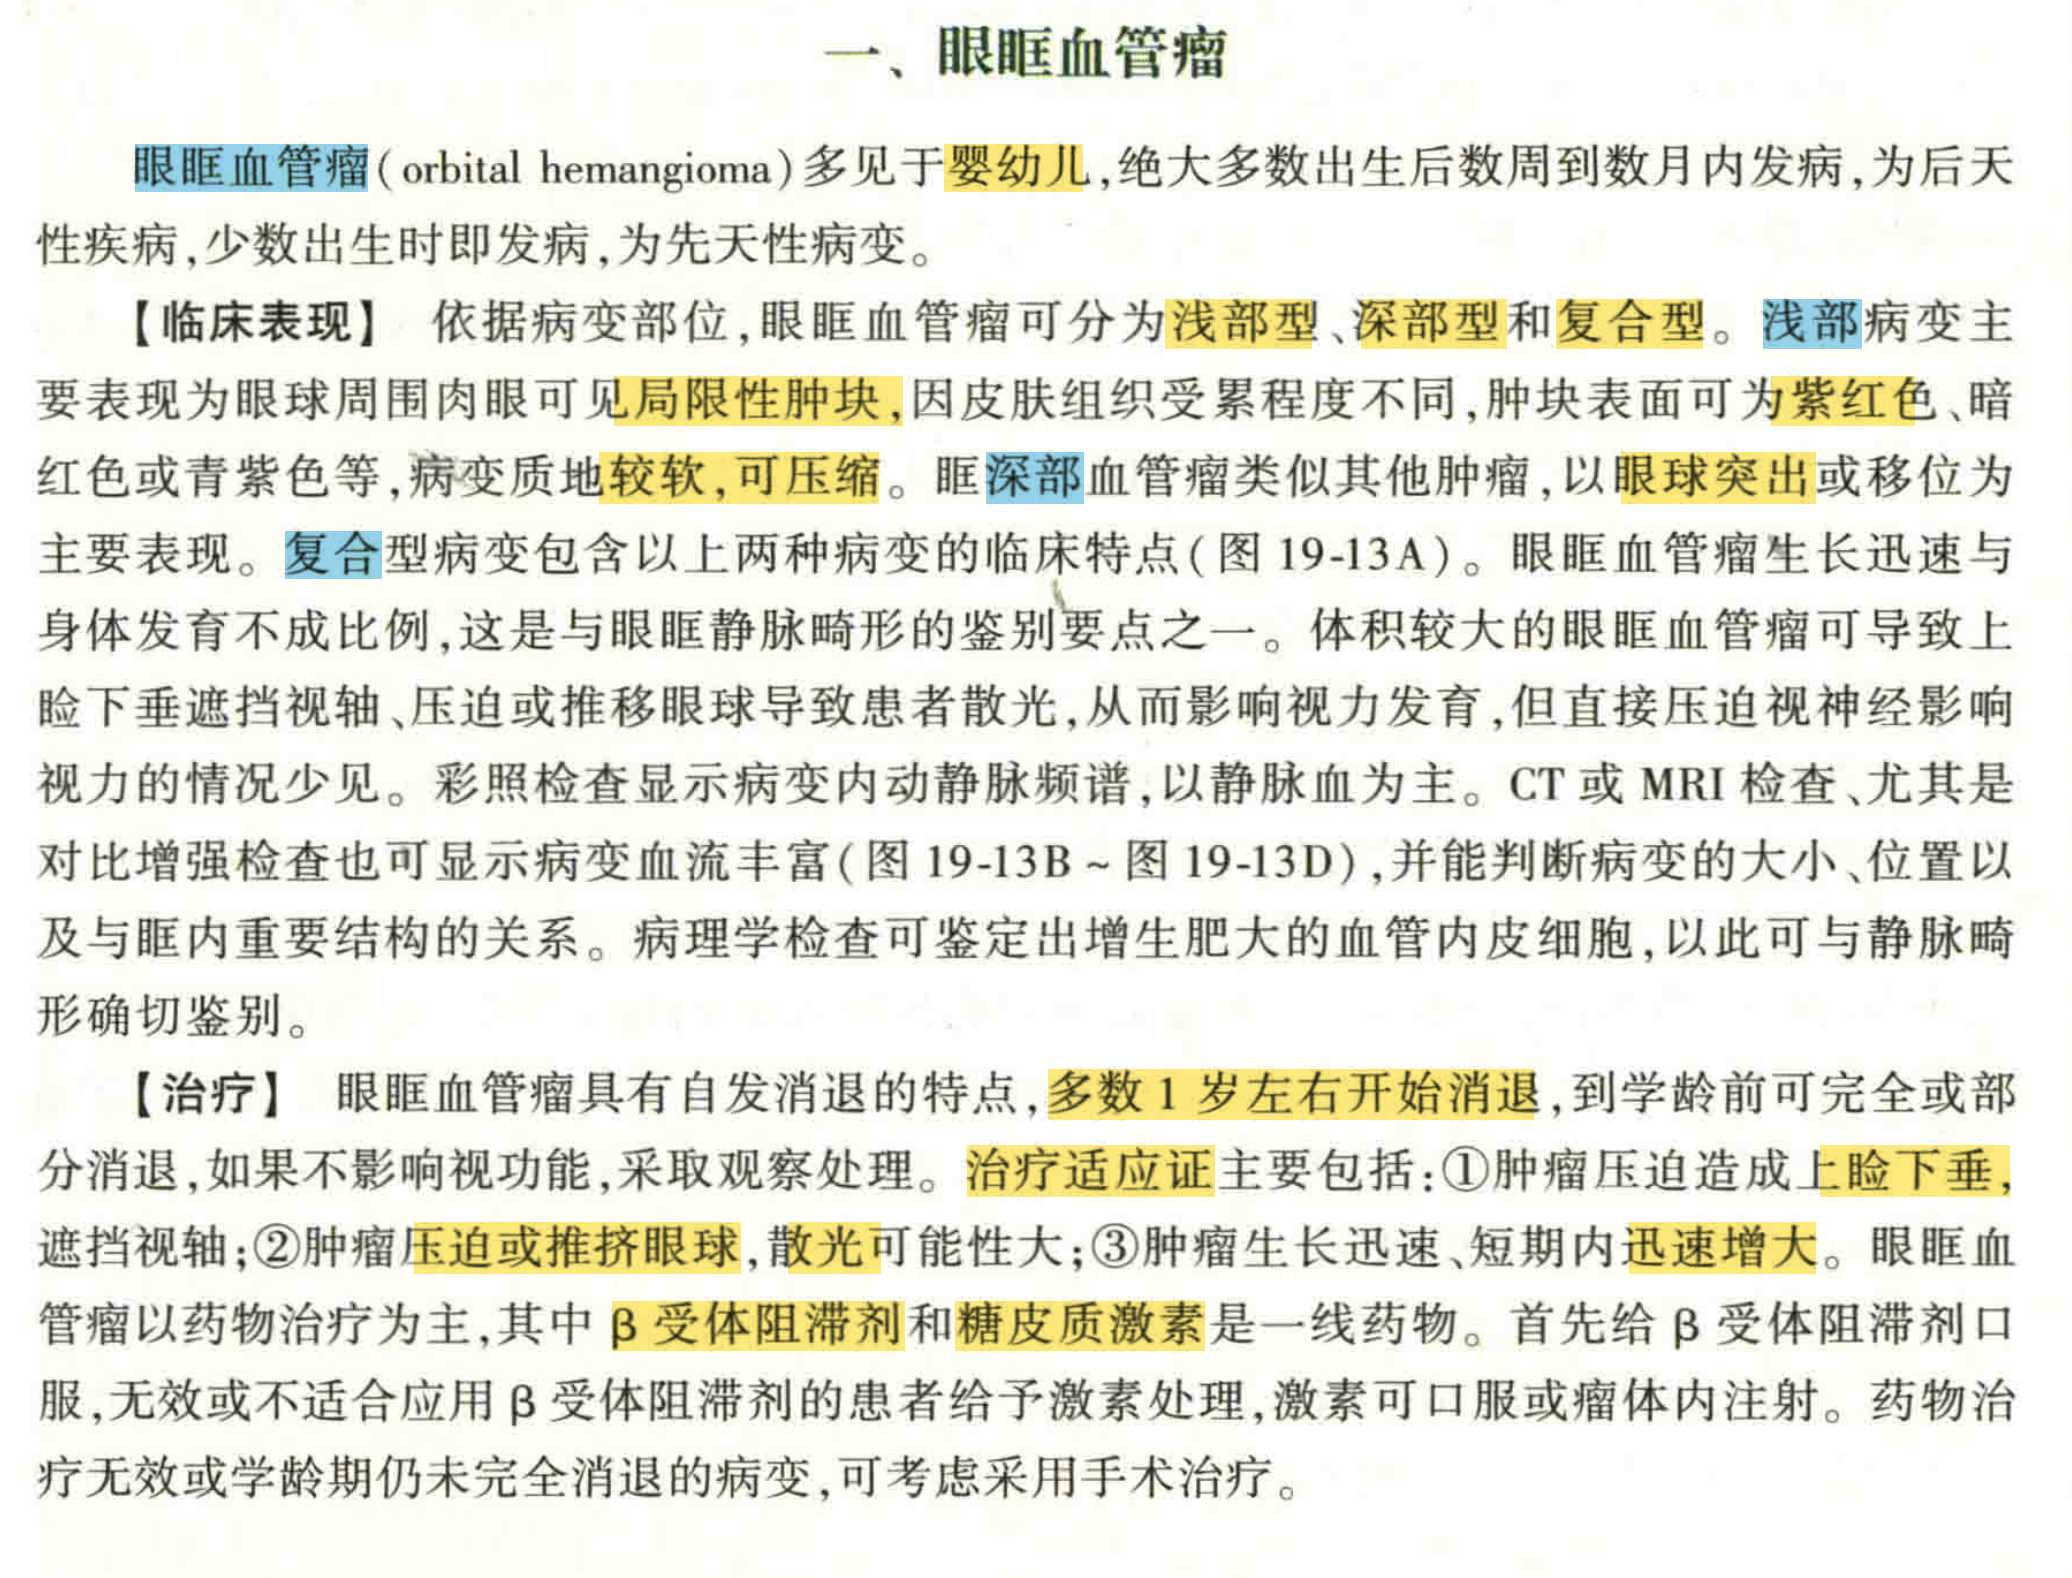 一、眼眶血管瘤
眼眶血管瘤(orbital hemangioma)多见于婴幼儿,绝大多数出生后数周到数月内发病,为后天
性疾病,少数出生时即发病,为先天性病变。
【临床表现】 依据病变部位,眼眶血管瘤可分为浅部型、深部型和复合型。浅部病变主
要表现为眼球周围肉眼可见局限性肿块,因皮肤组织受累程度不同,肿块表面可为紫红色、暗
红色或青紫色等,病变质地较软,可压缩。眶深部血管瘤类似其他肿瘤,以眼球突出或移位为
主要表现。复合型病变包含以上两种病变的临床特点(图 19-13A)。眼眶血管瘤生长迅速与
身体发育不成比例,这是与眼眶静脉畸形的鉴别要点之一。体积较大的眼眶血管瘤可导致上
睑下垂遮挡视轴、压迫或推移眼球导致患者散光,从而影响视力发育,但直接压迫视神经影响
视力的情况少见。彩照检查显示病变内动静脉频谱,以静脉血为主。CT 或 MRI 检查、尤其是
对比增强检查也可显示病变血流丰富(图 19-13B ~ 图 19-13D),并能判断病变的大小、位置以
及与眶内重要结构的关系。病理学检查可鉴定出增生肥大的血管内皮细胞,以此可与静脉畸
形确切鉴别。
【治疗】 眼眶血管瘤具有自发消退的特点,多数 1 岁左右开始消退,到学龄前可完全或部
分消退,如果不影响视功能,采取观察处理。治疗适应证主要包括:①肿瘤压迫造成上睑下垂,
遮挡视轴;②肿瘤压迫或推挤眼球,散光可能性大;③肿瘤生长迅速、短期内迅速增大。眼眶血
管瘤以药物治疗为主,其中 β 受体阻滞剂和糖皮质激素是一线药物。首先给 β 受体阻滞剂口
服,无效或不适合应用 β 受体阻滞剂的患者给予激素处理,激素可口服或瘤体内注射。药物治
疗无效或学龄期仍未完全消退的病变,可考虑采用手术治疗。